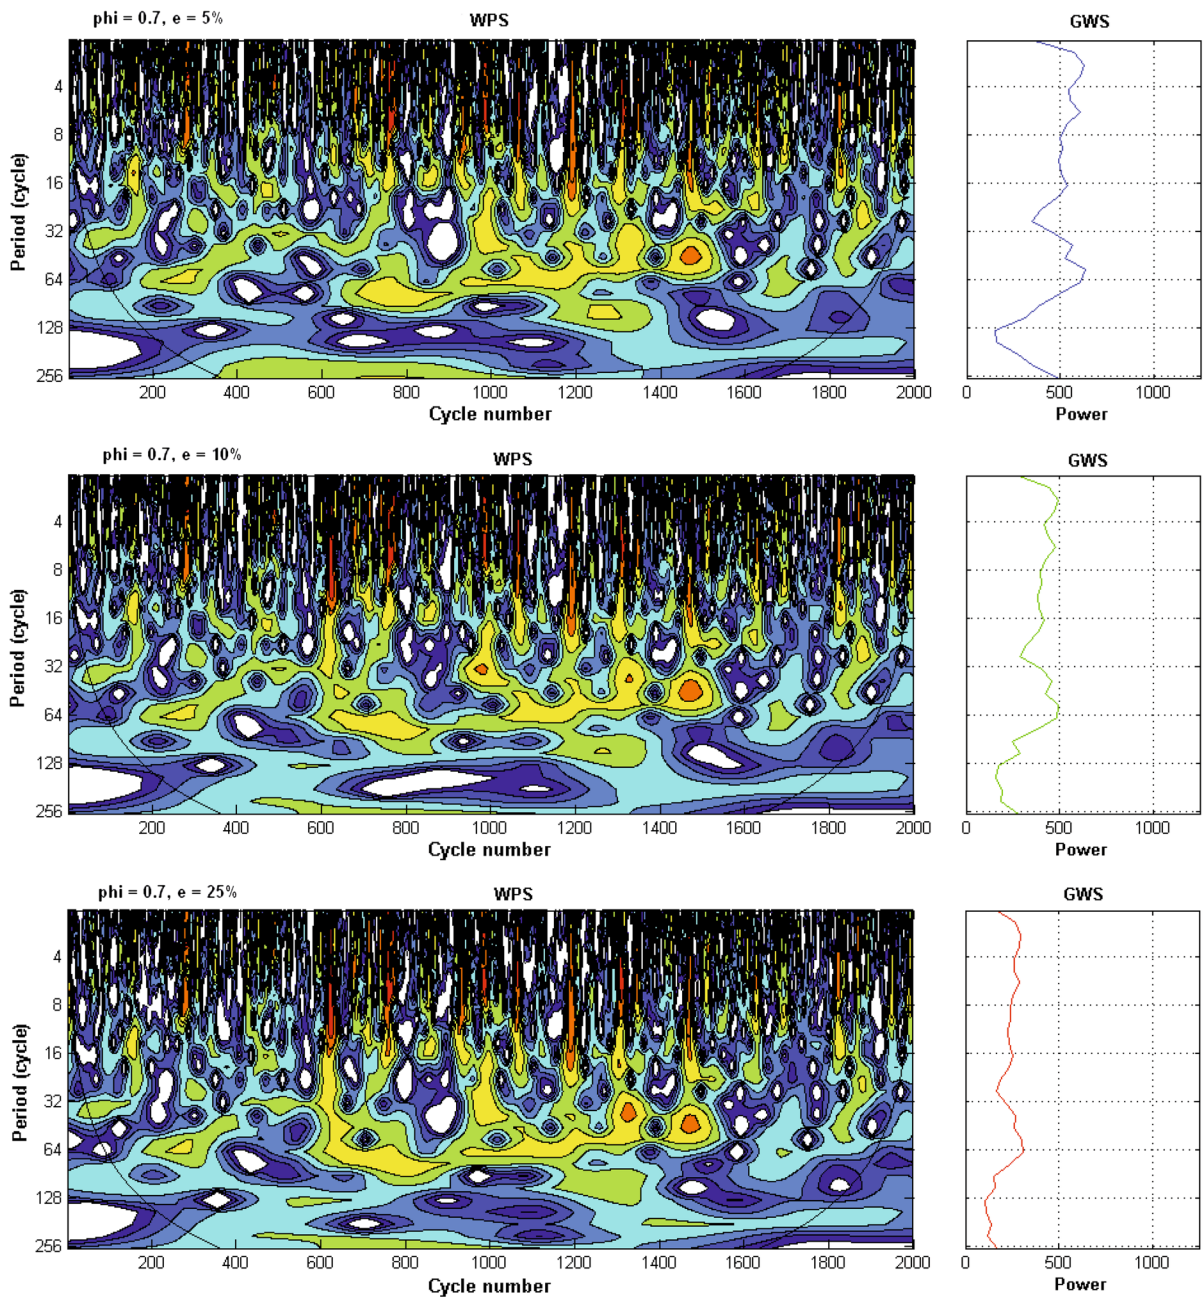 phi = 0.7, e = 5% WPS GWS
Period (cycle)
4
8
16
32
64
128
256
200 400 600 800 1000 1200 1400 1600 1800 2000
0 500 1000
Cycle number Power
phi = 0.7, e = 10% WPS GWS
Period (cycle)
4
8
16
32
64
128
256
200 400 600 800 1000 1200 1400 1600 1800 2000
0 500 1000
Cycle number Power
phi = 0.7, e = 25% WPS GWS
Period (cycle)
4
8
16
32
64
128
256
200 400 600 800 1000 1200 1400 1600 1800 2000
0 500 1000
Cycle number Power